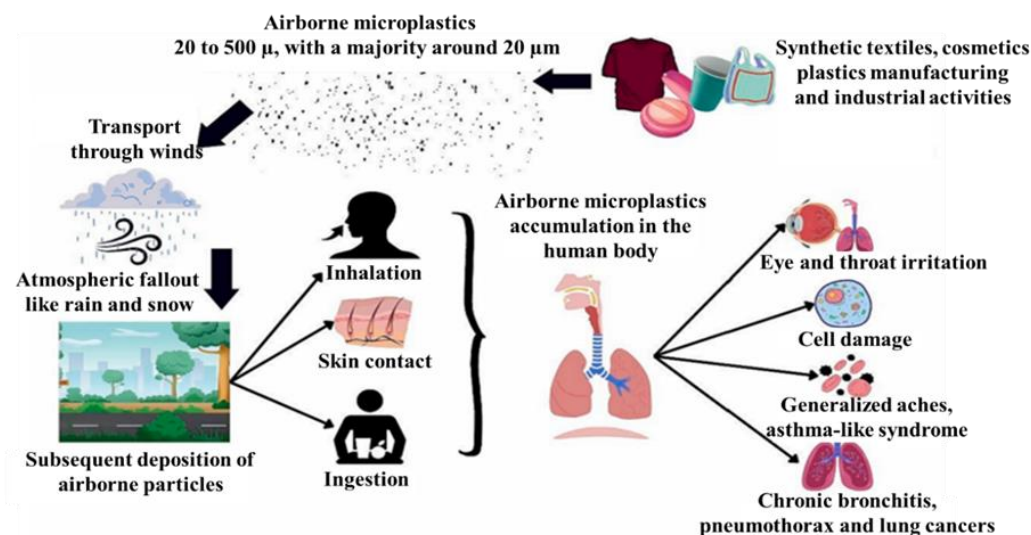 Airborne microplastics
20 to 500 μ, with a majority around 20 μm
Synthetic textiles, cosmetics
plastics manufacturing
and industrial activities
Transport
through winds
Atmospheric fallout
like rain and snow
Subsequent deposition of
airborne particles
Inhalation
Skin contact
Ingestion
Airborne microplastics
accumulation in the
human body
Eye and throat irritation
Cell damage
Generalized aches,
asthma-like syndrome
Chronic bronchitis,
pneumothorax and lung cancers